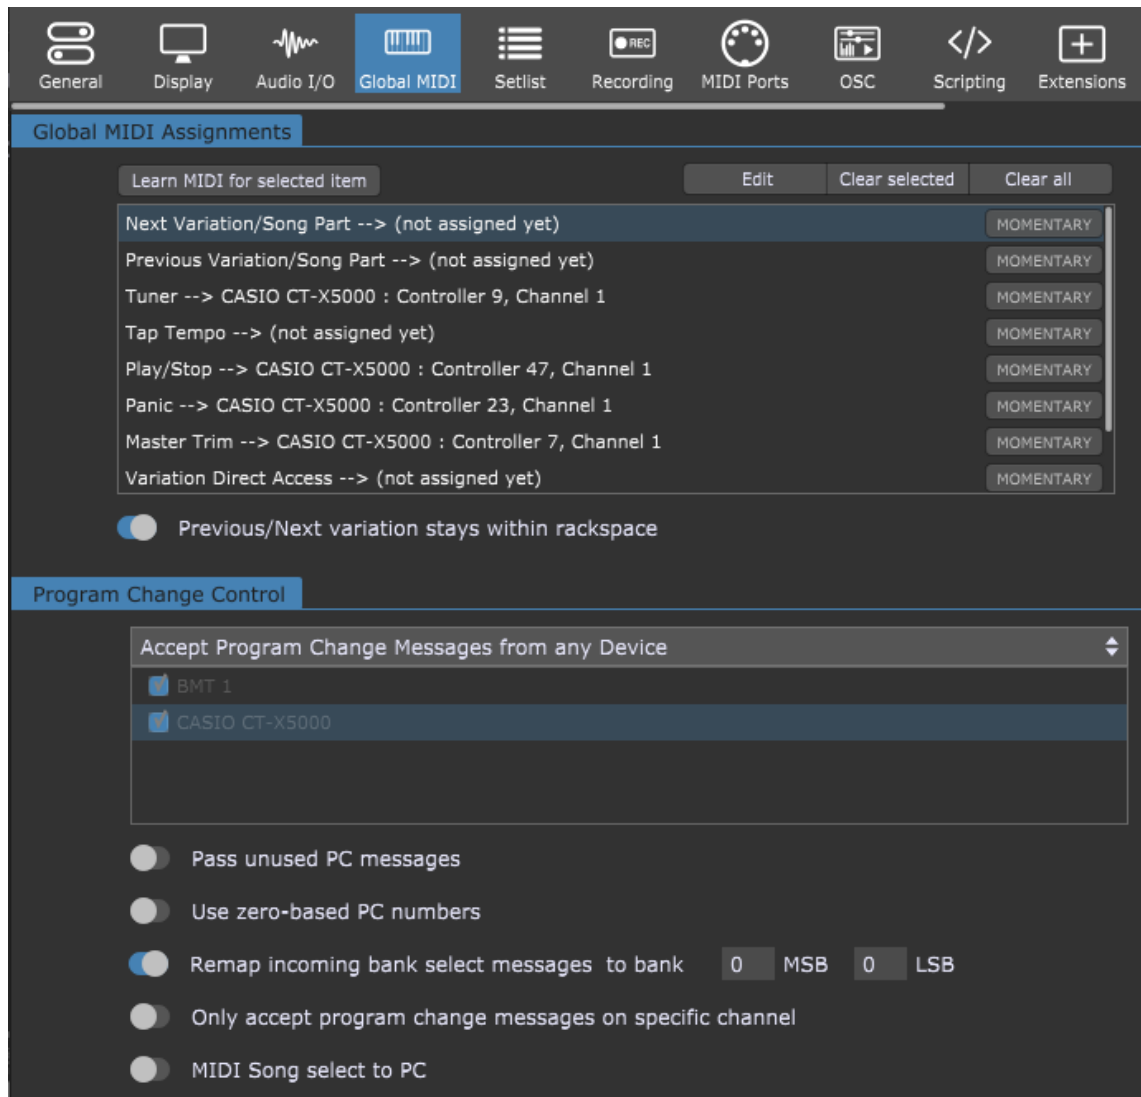 REC
General Display Audio I/O Global MIDI Setlist Recording MIDI Ports OSC Scripting Extensions
Global MIDI Assignments
Learn MIDI for selected item Edit Clear selected Clear all
Next Variation/Song Part --> (not assigned yet) MOMENTARY
Previous Variation/Song Part --> (not assigned yet) MOMENTARY
Tuner --> CASIO CT-X5000 : Controller 9, Channel 1 MOMENTARY
Tap Tempo --> (not assigned yet) MOMENTARY
Play/Stop --> CASIO CT-X5000 : Controller 47, Channel 1 MOMENTARY
Panic --> CASIO CT-X5000 : Controller 23, Channel 1 MOMENTARY
Master Trim --> CASIO CT-X5000 : Controller 7, Channel 1 MOMENTARY
Variation Direct Access --> (not assigned yet) MOMENTARY
Previous/Next variation stays within rackspace
Program Change Control
Accept Program Change Messages from any Device
BMT 1
CASIO CT-X5000
Pass unused PC messages
Use zero-based PC numbers
Remap incoming bank select messages to bank 0 MSB 0 LSB
Only accept program change messages on specific channel
MIDI Song select to PC